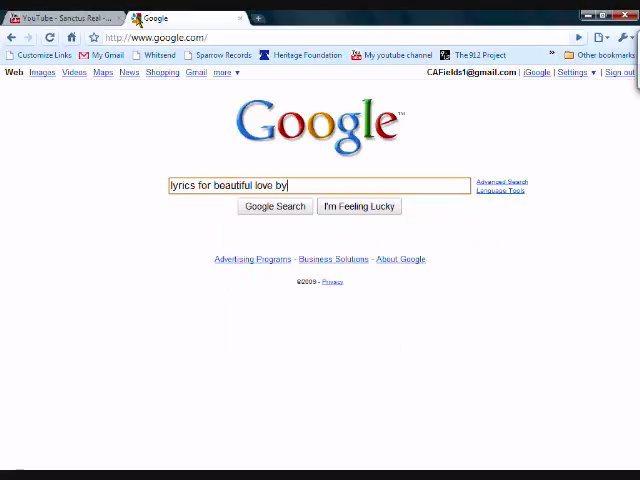 YouTube - Sanctus Real -...
Google
http://www.google.com/
Customize Links My Gmail Whitsend Sparrow Records Heritage Foundation My youtube channel The 912 Project » Other bookmarks
Web Images Videos Maps News Shopping Gmail more ▼ CAFields1@gmail.com | iGoogle | Settings ▼ | Sign out
Google™
lyrics for beautiful love by
Advanced Search
Language Tools
Google Search I'm Feeling Lucky
Advertising Programs - Business Solutions - About Google
©2009 - Privacy